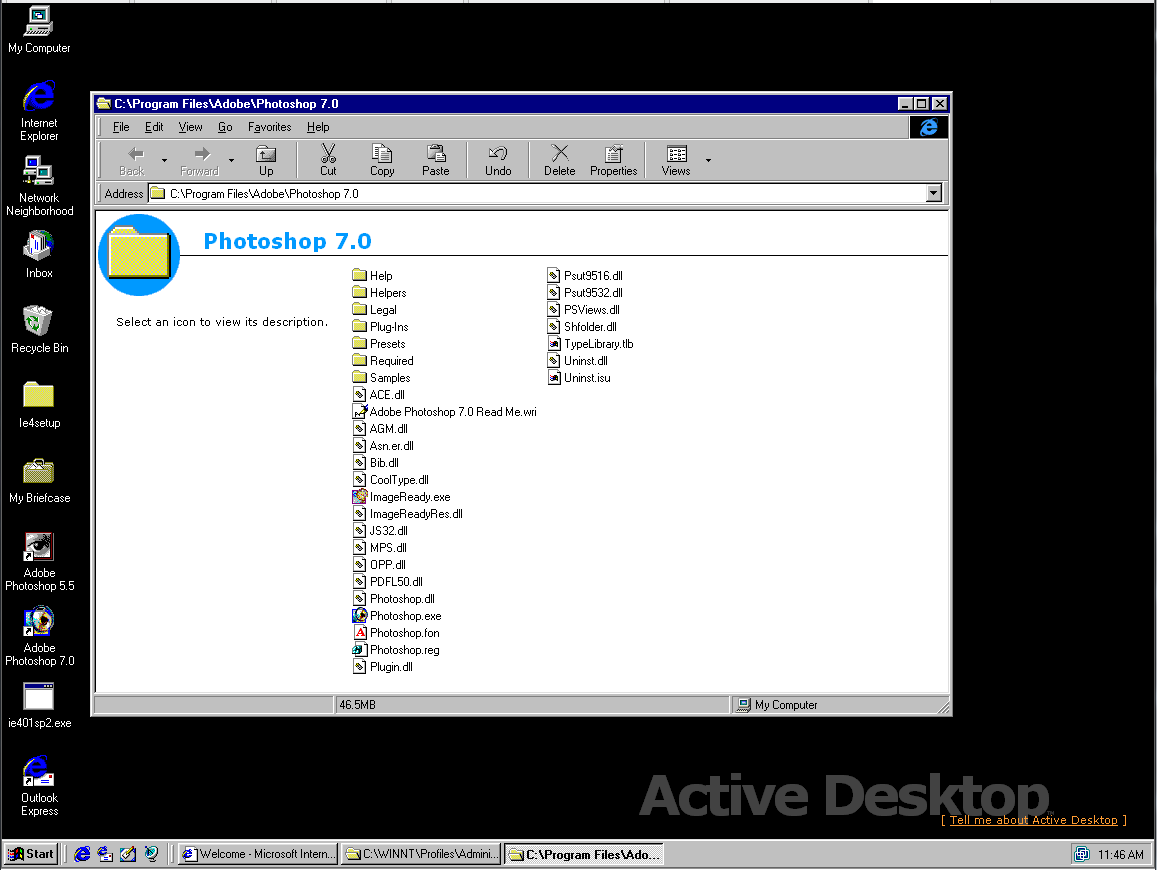 My Computer
Internet
Explorer
Network
Neighborhood
Inbox
Recycle Bin
Ie4setup
My Briefcase
Adobe
Photoshop 5.5
Adobe
Photoshop 7.0
ie401sp2.exe
Outlook
Express
C:\Program Files\Adobe\Photoshop 7.0
File Edit View Go Favorites Help
Back Forward Up Cut Copy Paste Undo Delete Properties Views
Address C:\Program Files\Adobe\Photoshop 7.0
Photoshop 7.0
Select an icon to view its description.
Help
Helpers
Legal
Plug-Ins
Presets
Required
Samples
ACE.dll
Adobe Photoshop 7.0 Read Me.wri
AGM.dll
Asn.er.dll
Bib.dll
CoolType.dll
ImageReady.exe
ImageReadyRes.dll
JS32.dll
MPS.dll
OPP.dll
PDFL50.dll
Photoshop.dll
Photoshop.exe
Photoshop.fon
Photoshop.reg
Plugin.dll
Psut9516.dll
Psut9532.dll
PSViews.dll
Shfolder.dll
TypeLibrary.tlb
Uninst.dll
Uninst.isu
46.5MB
My Computer
Active Desktop
[ Tell me about Active Desktop ]
Start
Welcome - Microsoft Intern...
C:\WINNT\Profiles\Admini...
C:\Program Files\Ado...
11:46 AM